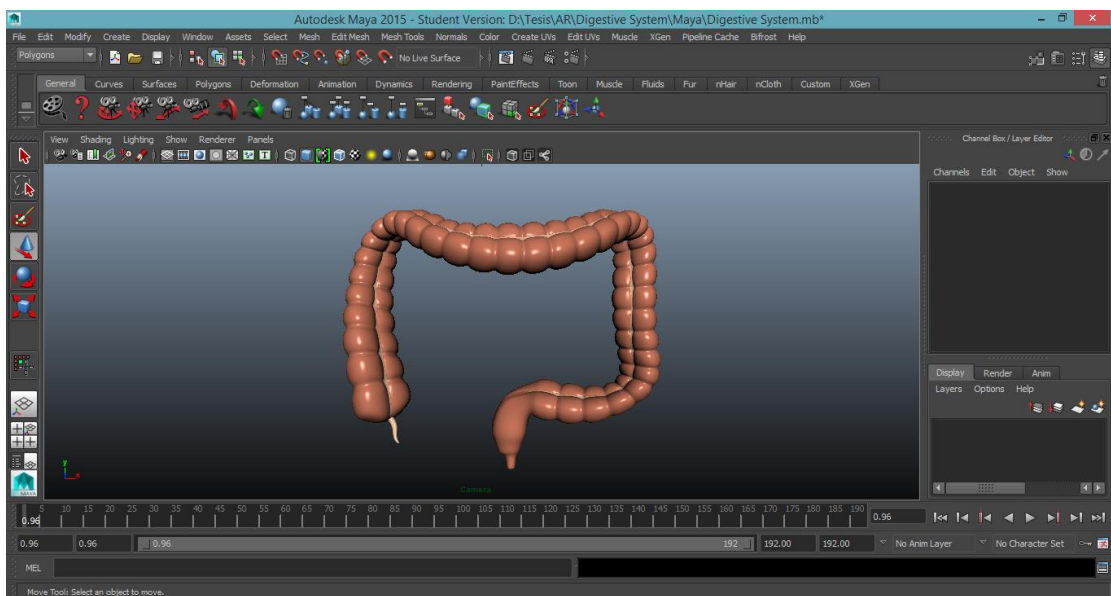 Autodesk Maya 2015 - Student Version: D:\Tesis\AR\Digestive System\Maya\Digestive System.mb*
File Edit Modify Create Display Window Assets Select Mesh Edit Mesh Mesh Tools Normals Color Create UVs Edit UVs Muscle XGen Pipeline Cache Bifrost Help
Polygons No Live Surface
General Curves Surfaces Polygons Deformation Animation Dynamics Rendering PaintEffects Toon Muscle Fluids Fur nHair nCloth Custom XGen
View Shading Lighting Show Renderer Panels
Channel Box / Layer Editor
Channels Edit Object Show
Display Render Anim
Layers Options Help
y
x
Camera
MAYA
5 10 15 20 25 30 35 40 45 50 55 60 65 70 75 80 85 90 95 100 105 110 115 120 125 130 135 140 145 150 155 160 165 170 175 180 185 190
0.96 0.96
0.96 0.96 0.96 192 192.00 192.00 No Anim Layer No Character Set
MEL
Move Tool: Select an object to move.